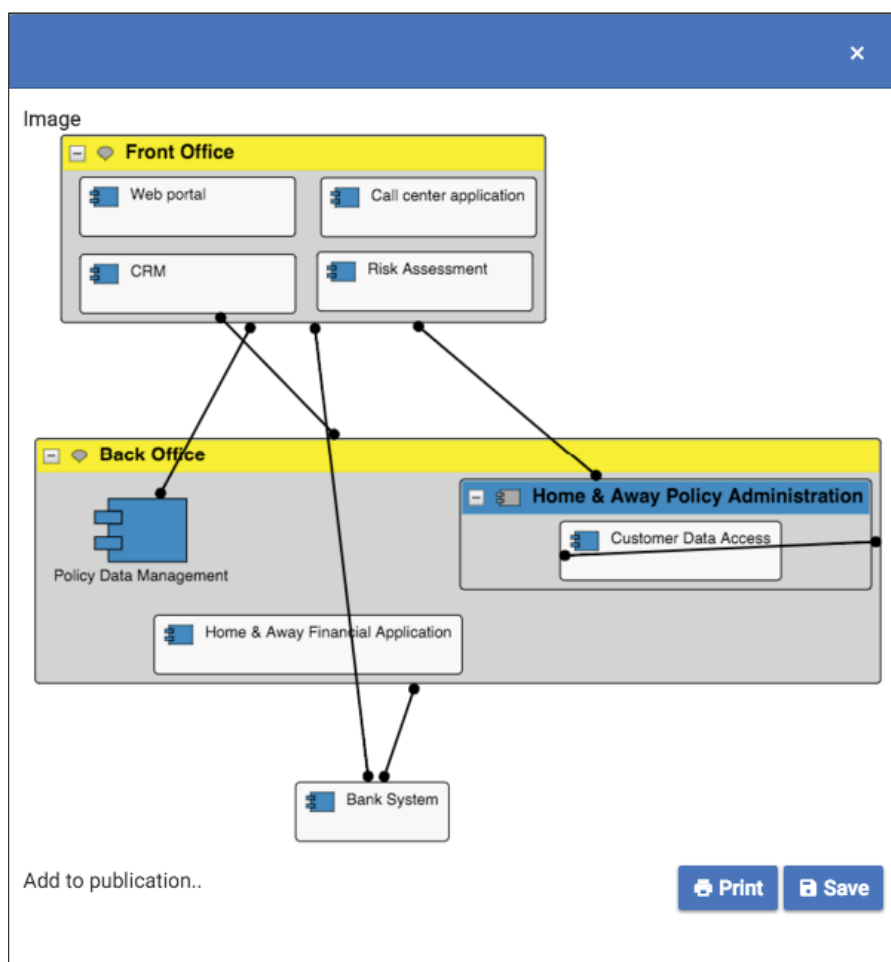 ×
Image
Front Office
Web portal
Call center application
CRM
Risk Assessment
Back Office
Home & Away Policy Administration
Customer Data Access
Policy Data Management
Home & Away Financial Application
Bank System
Add to publication..
Print
Save